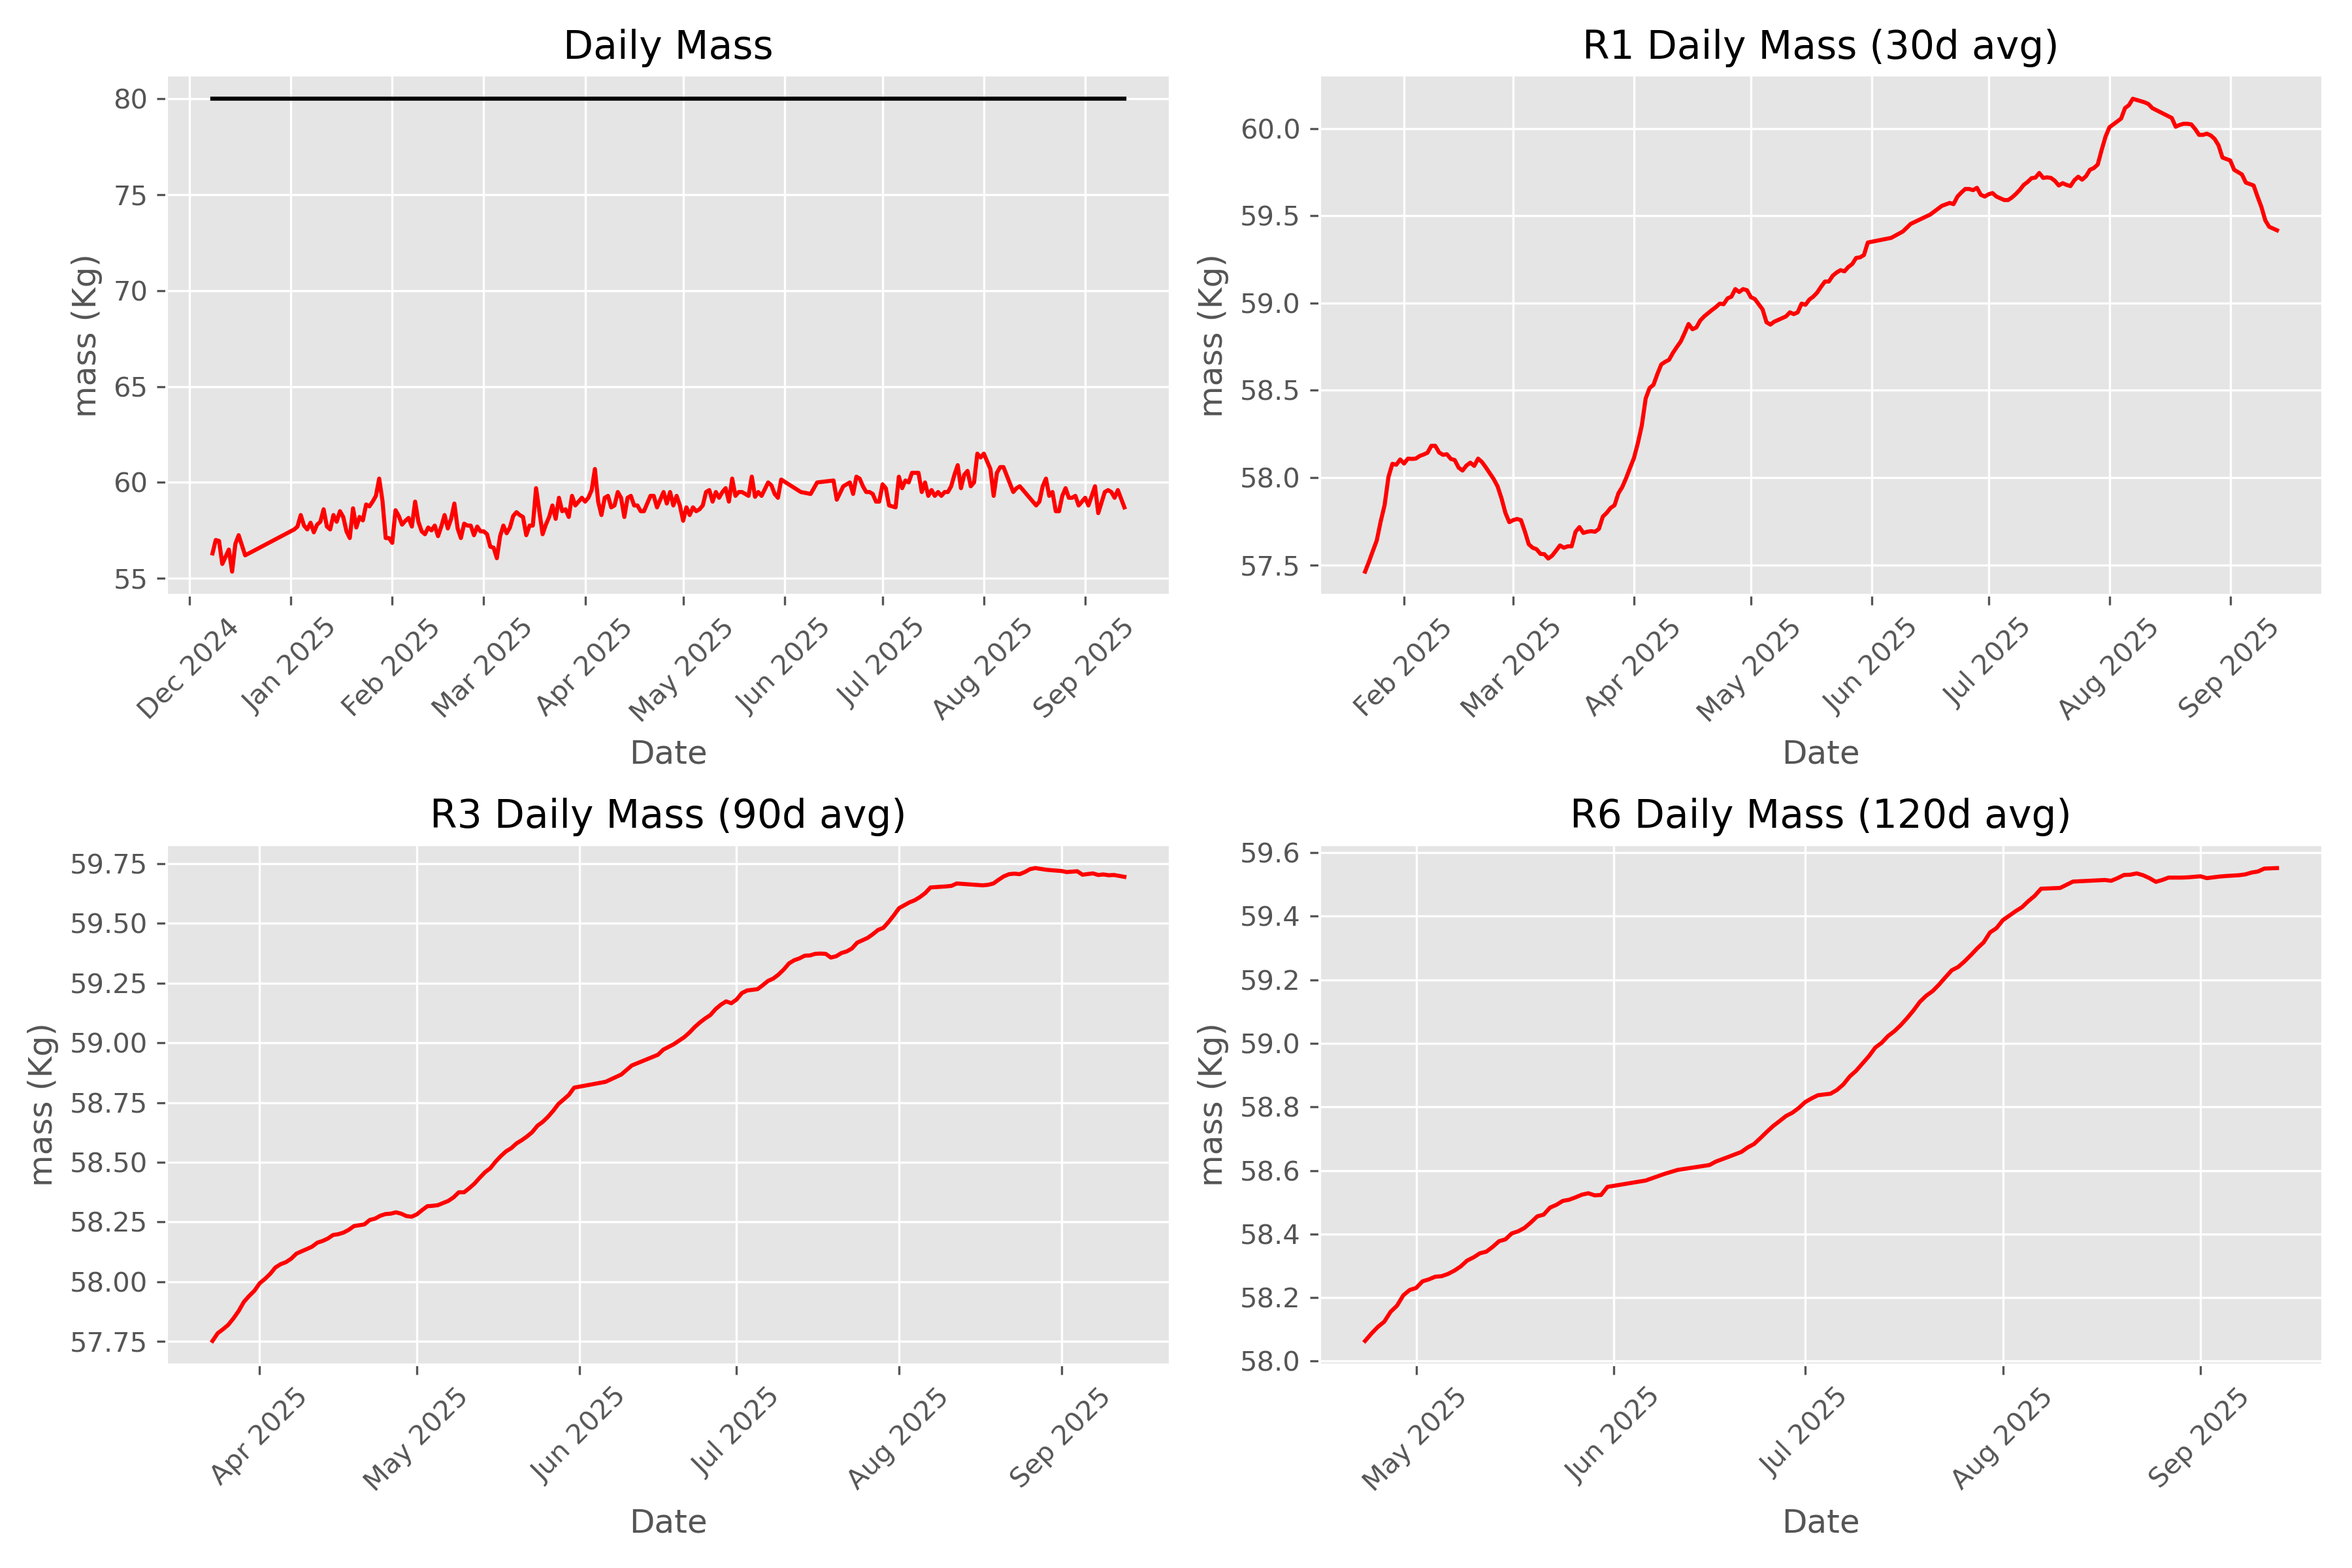 Daily Mass
mass (Kg)
80
75
70
65
60
55
Dec 2024
Jan 2025
Feb 2025
Mar 2025
Apr 2025
May 2025
Jun 2025
Jul 2025
Aug 2025
Sep 2025
Date
R1 Daily Mass (30d avg)
mass (Kg)
60.0
59.5
59.0
58.5
58.0
57.5
Feb 2025
Mar 2025
Apr 2025
May 2025
Jun 2025
Jul 2025
Aug 2025
Sep 2025
Date
R3 Daily Mass (90d avg)
mass (Kg)
59.75
59.50
59.25
59.00
58.75
58.50
58.25
58.00
57.75
Apr 2025
May 2025
Jun 2025
Jul 2025
Aug 2025
Sep 2025
Date
R6 Daily Mass (120d avg)
mass (Kg)
59.6
59.4
59.2
59.0
58.8
58.6
58.4
58.2
58.0
May 2025
Jun 2025
Jul 2025
Aug 2025
Sep 2025
Date